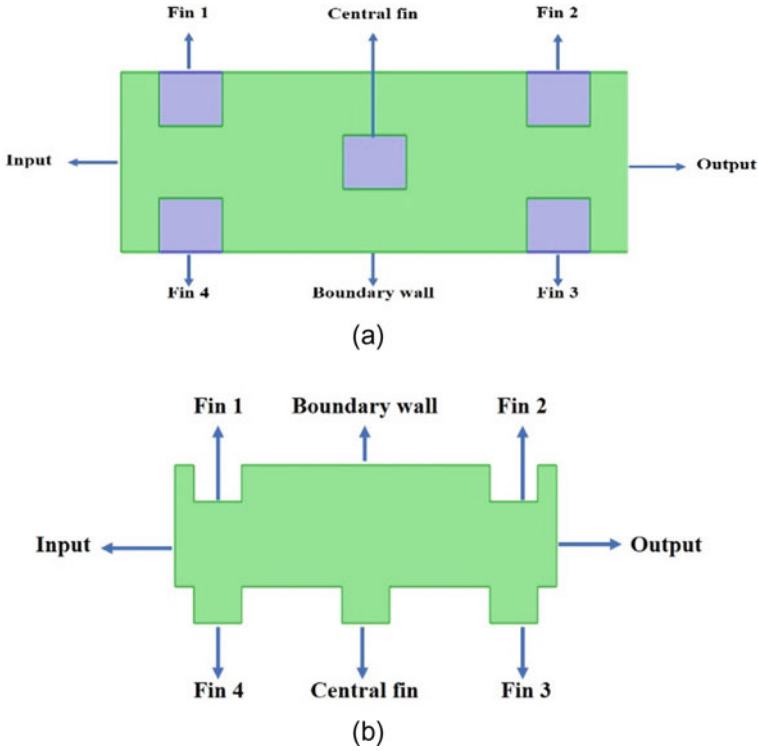 Fin 1 Central fin Fin 2
Input Output
Fin 4 Boundary wall Fin 3
(a)
Fin 1 Boundary wall Fin 2
Input Output
Fin 4 Central fin Fin 3
(b)